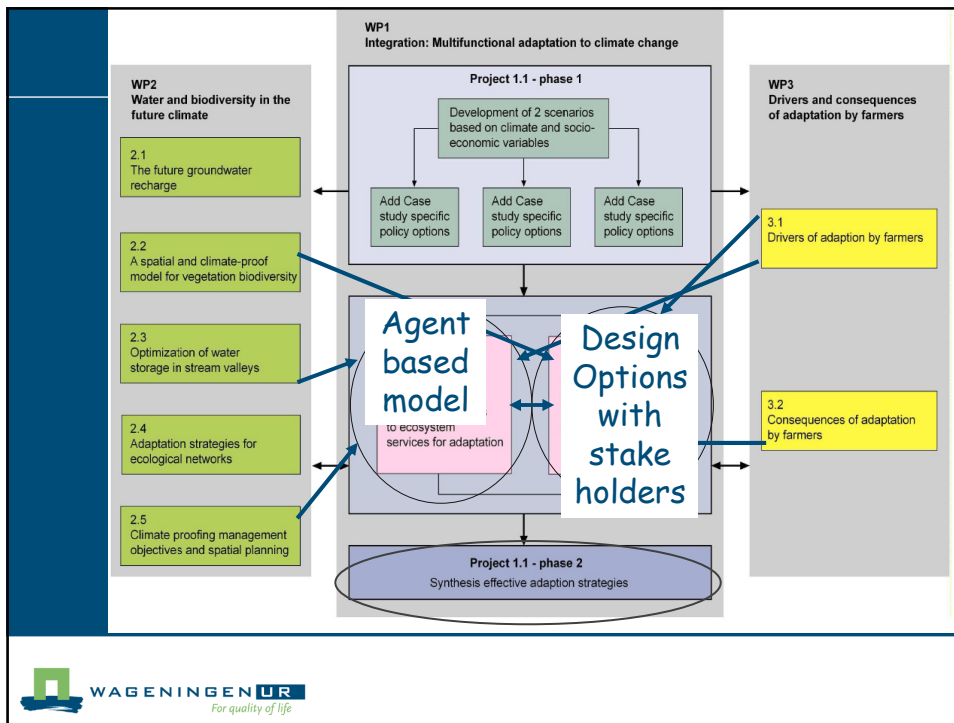 WP1
Integration: Multifunctional adaptation to climate change
Project 1.1 - phase 1
Development of 2 scenarios
based on climate and socio-
economic variables
Add Case
study specific
policy options
Add Case
study specific
policy options
Add Case
study specific
policy options
WP2
Water and biodiversity in the
future climate
2.1
The future groundwater
recharge
2.2
A spatial and climate-proof
model for vegetation biodiversity
2.3
Optimization of water
storage in stream valleys
2.4
Adaptation strategies for
ecological networks
2.5
Climate proofing management
objectives and spatial planning
Agent
based
model
to ecosystem
services for adaptation
Design
Options
with
stake
holders
Project 1.1 - phase 2
Synthesis effective adaption strategies
WP3
Drivers and consequences
of adaptation by farmers
3.1
Drivers of adaption by farmers
3.2
Consequences of adaptation
by farmers
WAGENINGEN UR
For quality of life